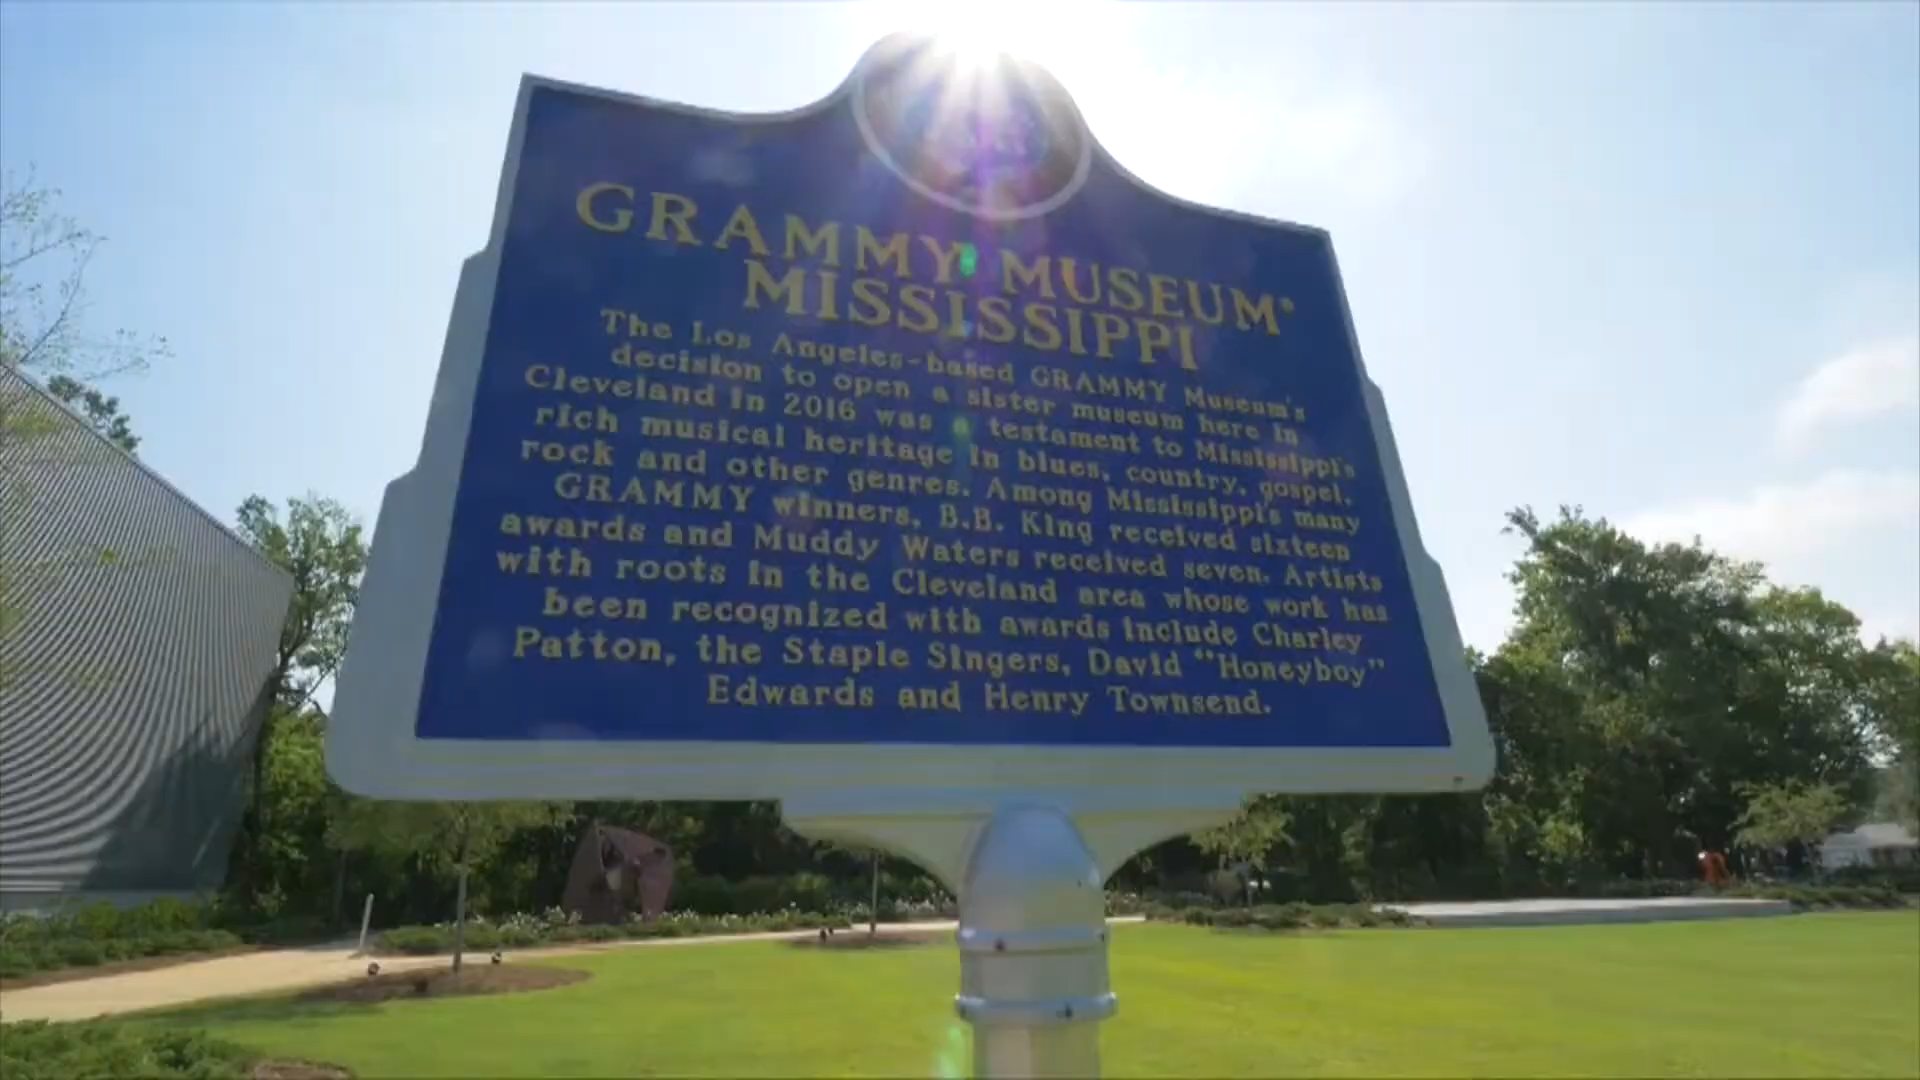 GRAMMY MUSEUM®
MISSISSIPPI
The Los Angeles-based GRAMMY Museum's
decision to open a sister museum here in
Cleveland in 2016 was a testament to Mississippi's
rich musical heritage in blues, country, gospel,
rock and other genres. Among Mississippi's many
GRAMMY winners, B.B. King received sixteen
awards and Muddy Waters received seven. Artists
with roots in the Cleveland area whose work has
been recognized with awards include Charley
Patton, the Staple Singers, David "Honeyboy"
Edwards and Henry Townsend.